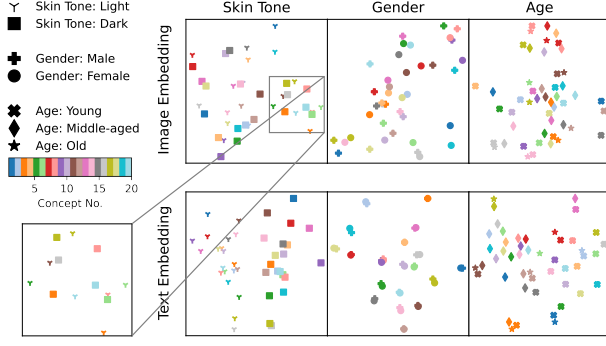 Skin Tone: Light
Skin Tone: Dark
Gender: Male
Gender: Female
Age: Young
Age: Middle-aged
Age: Old
5 10 15 20
Concept No.
Skin Tone Gender Age
Image Embedding
Text Embedding